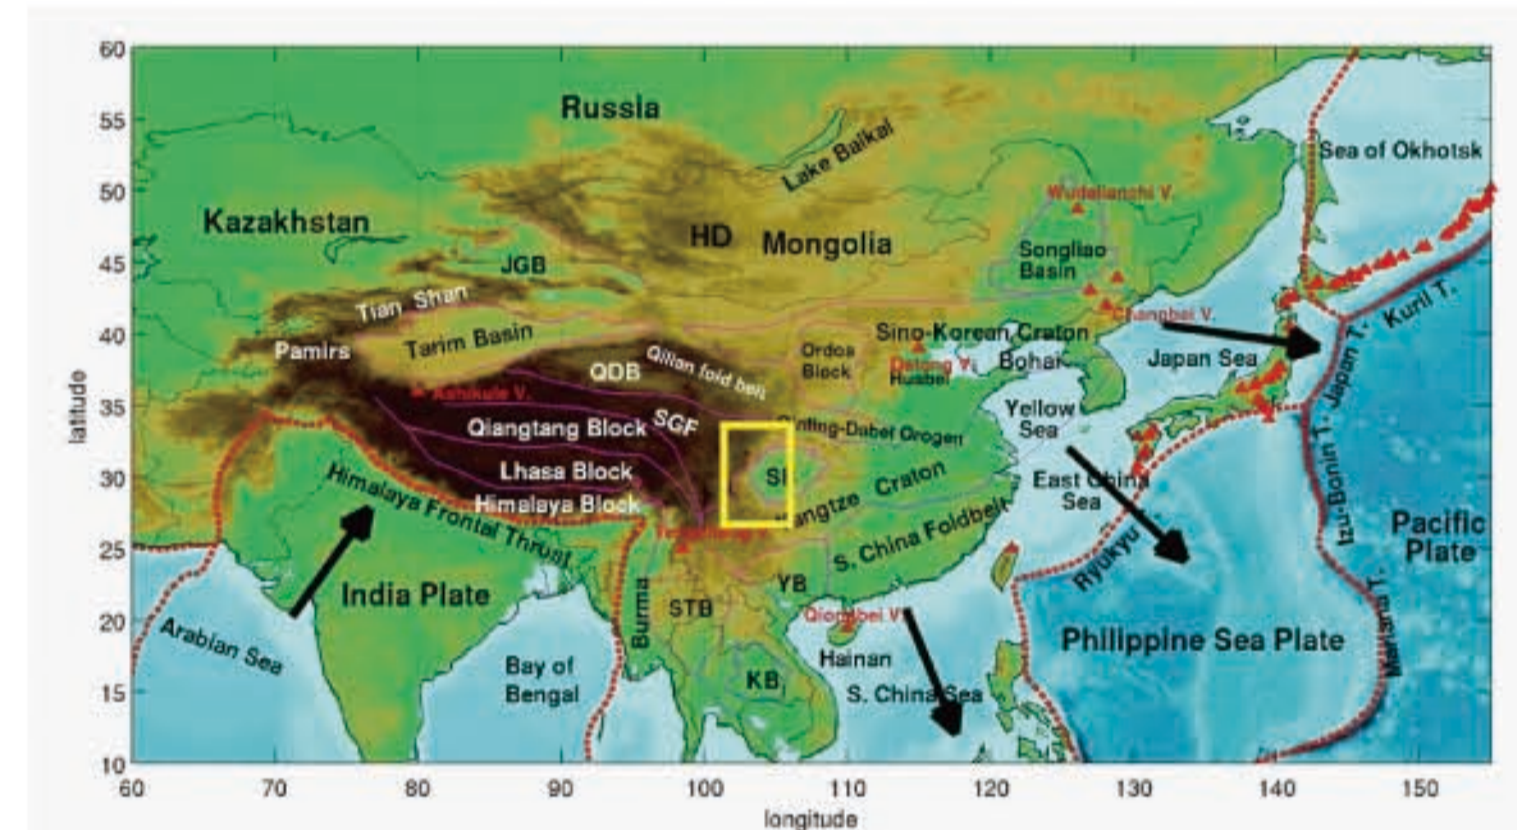 60
55
50
45
40
35
30
25
20
15
10
latitude
Russia
Lake Baikal
Sea of Okhotsk
Kazakhstan
Wudalianchi V.
HD
Mongolia
Songliao
Basin
JGB
Tian Shan
Kuril T.
Changbai V.
Pamirs
Tarim Basin
Sino-Korean Craton
Ordos
Block
Bohai
Japan Sea
Japan T.
QDB
Qilian fold belt
Datong V.
Huabei
Ashikule V.
Qiangtang Block
SGF
Yellow
Sea
Qinling-Dabei Orogen
Lhasa Block
Himalaya Block
Himalaya Frontal Thrust
East China
Sea
Yangtze Craton
S. China Foldbelt
Izu-Bonin T.
Pacific
Plate
Ryukyu
India Plate
Burma
STB
YB
Qiongbei V.
Hainan
Arabian Sea
Philippine Sea Plate
Mariana T.
Bay of
Bengal
KB
S. China Sea
60
70
80
90
100
110
120
130
140
150
longitude